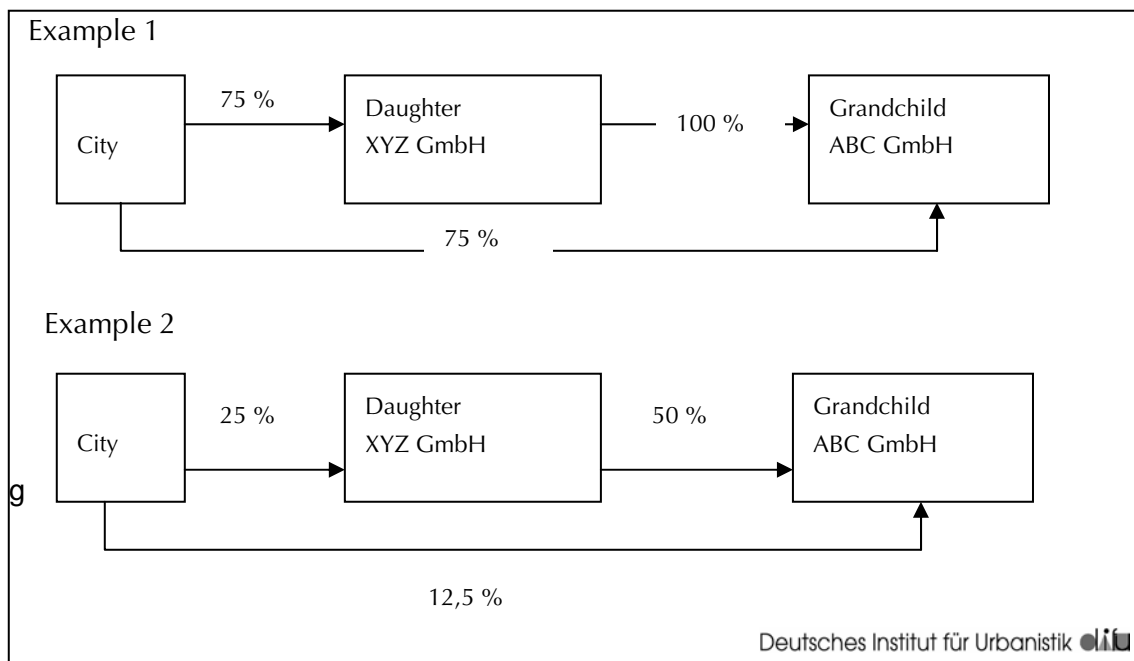 Example 1
City
75 %
Daughter
XYZ GmbH
100 %
Grandchild
ABC GmbH
75 %
Example 2
City
25 %
Daughter
XYZ GmbH
50 %
Grandchild
ABC GmbH
g
12,5 %
Deutsches Institut für Urbanistik difu